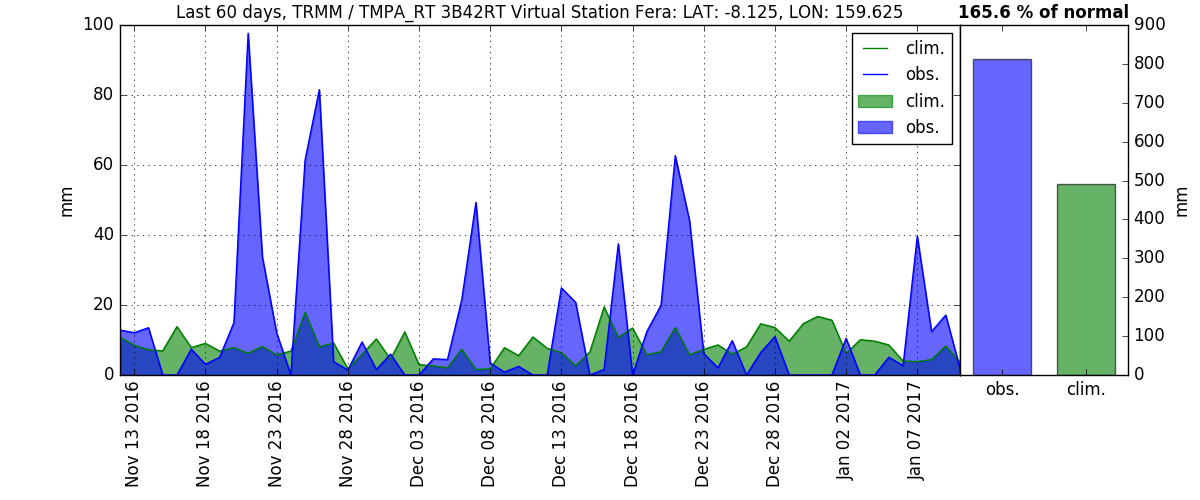 Last 60 days, TRMM / TMPA_RT 3B42RT Virtual Station Fera: LAT: -8.125, LON: 159.625
165.6 % of normal
100
80
60
40
20
0
mm
clim.
obs.
clim.
obs.
900
800
700
600
500
400
300
200
100
0
mm
obs.
clim.
Nov 13 2016
Nov 18 2016
Nov 23 2016
Nov 28 2016
Dec 03 2016
Dec 08 2016
Dec 13 2016
Dec 18 2016
Dec 23 2016
Dec 28 2016
Jan 02 2017
Jan 07 2017